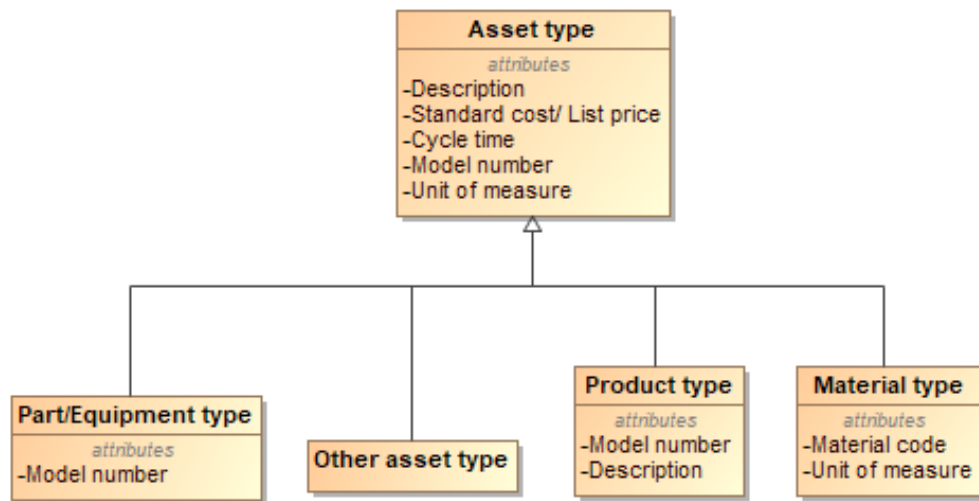 Asset type
attributes
-Description
-Standard cost/ List price
-Cycle time
-Model number
-Unit of measure
Part/Equipment type
attributes
-Model number
Other asset type
Product type
attributes
-Model number
-Description
Material type
attributes
-Material code
-Unit of measure